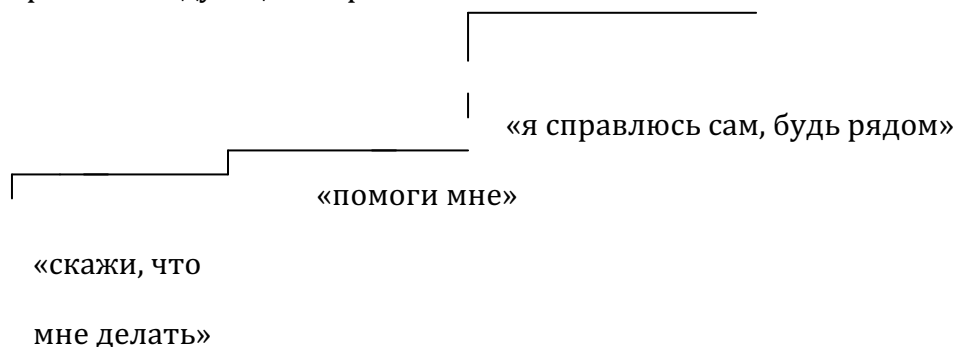 «я справлюсь сам, будь рядом»
«помоги мне»
«скажи, что
мне делать»